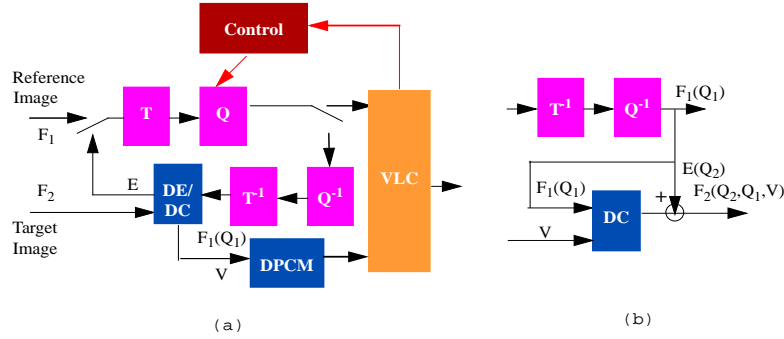 Control
Reference
Image
F1
T
Q
F1(Q1)
T-1
Q-1
E
F2
DE/
DC
T-1
Q-1
VLC
E(Q2)
F1(Q1)
+
F2(Q2,Q1,V)
DC
Target
Image
F1(Q1)
V
DPCM
V
(a)
(b)